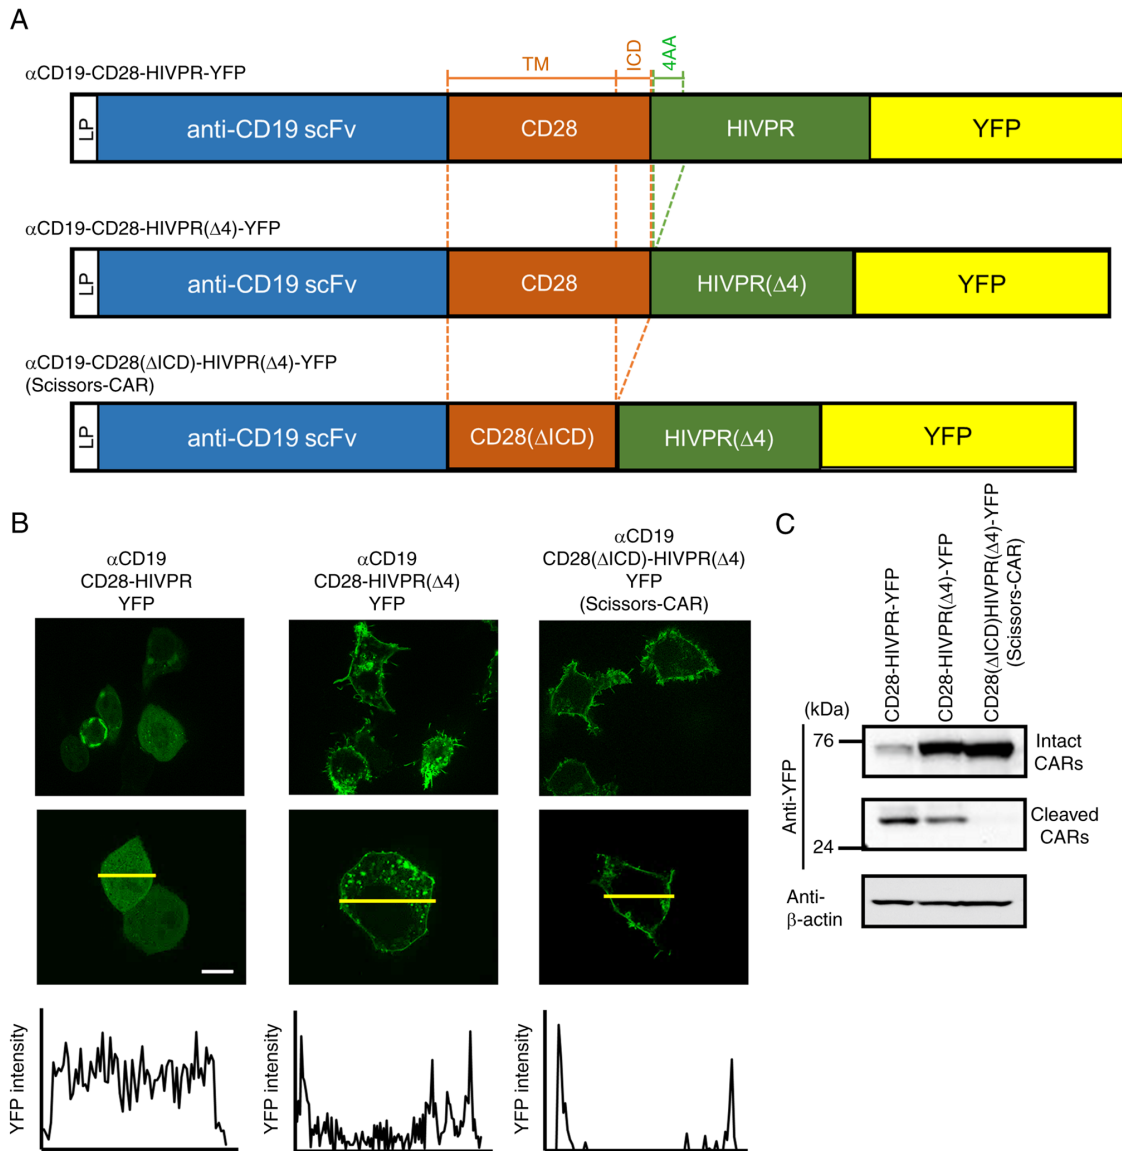 A
TM
ICD
4AA
αCD19-CD28-HIVPR-YFP
LP
anti-CD19 scFv
CD28
HIVPR
YFP
αCD19-CD28-HIVPR(Δ4)-YFP
LP
anti-CD19 scFv
CD28
HIVPR(Δ4)
YFP
αCD19-CD28(ΔICD)-HIVPR(Δ4)-YFP
(Scissors-CAR)
LP
anti-CD19 scFv
CD28(ΔICD)
HIVPR(Δ4)
YFP
B
αCD19
CD28-HIVPR
YFP
αCD19
CD28-HIVPR(Δ4)
YFP
αCD19
CD28(ΔICD)-HIVPR(Δ4)
YFP
(Scissors-CAR)
YFP intensity
YFP intensity
YFP intensity
C
CD28-HIVPR-YFP
CD28-HIVPR(Δ4)-YFP
CD28(ΔICD)HIVPR(Δ4)-YFP
(Scissors-CAR)
(kDa)
Anti-YFP
76
Intact
CARs
24
Cleaved
CARs
Anti-
β-actin